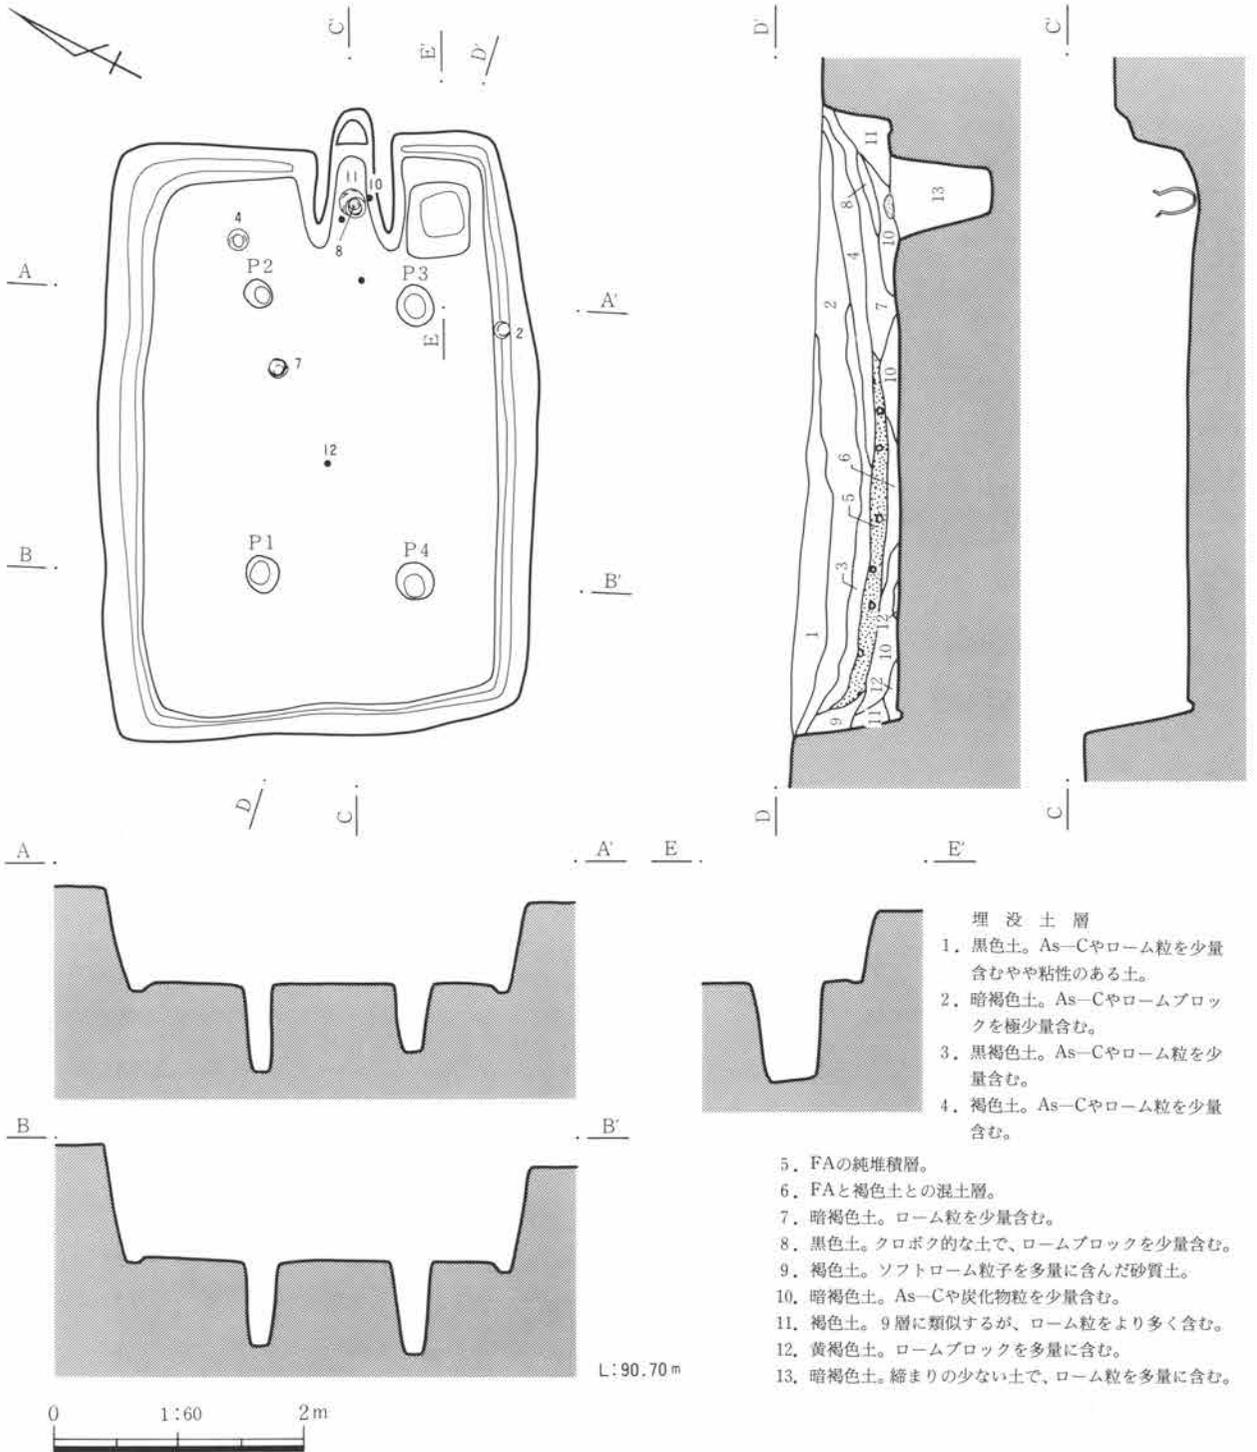 C'
E'
D'
11
10
4
8
P2
P3
A
A'
E
2
7
12
P1
P4
B
B'
D
C
D'
C'
11
13
8
10
4
2
7
10
6
5
3
12
1
10
12
9
11
D
C
A
A'
E
E'
B
B'
埋没土層
1. 黒色土。As—Cやローム粒を少量
含むやや粘性のある土。
2. 暗褐色土。As—Cやロームブロッ
クを極少量含む。
3. 黒褐色土。As—Cやローム粒を少
量含む。
4. 褐色土。As—Cやローム粒を少量
含む。
5. FAの純堆積層。
6. FAと褐色土との混土層。
7. 暗褐色土。ローム粒を少量含む。
8. 黒色土。クロボク的な土で、ロームブロックを少量含む。
9. 褐色土。ソフトローム粒子を多量に含んだ砂質土。
10. 暗褐色土。As—Cや炭化物粒を少量含む。
11. 褐色土。9層に類似するが、ローム粒をより多く含む。
12. 黄褐色土。ロームブロックを多量に含む。
13. 暗褐色土。締まりの少ない土で、ローム粒を多量に含む。
L:90.70m
0 1:60 2m